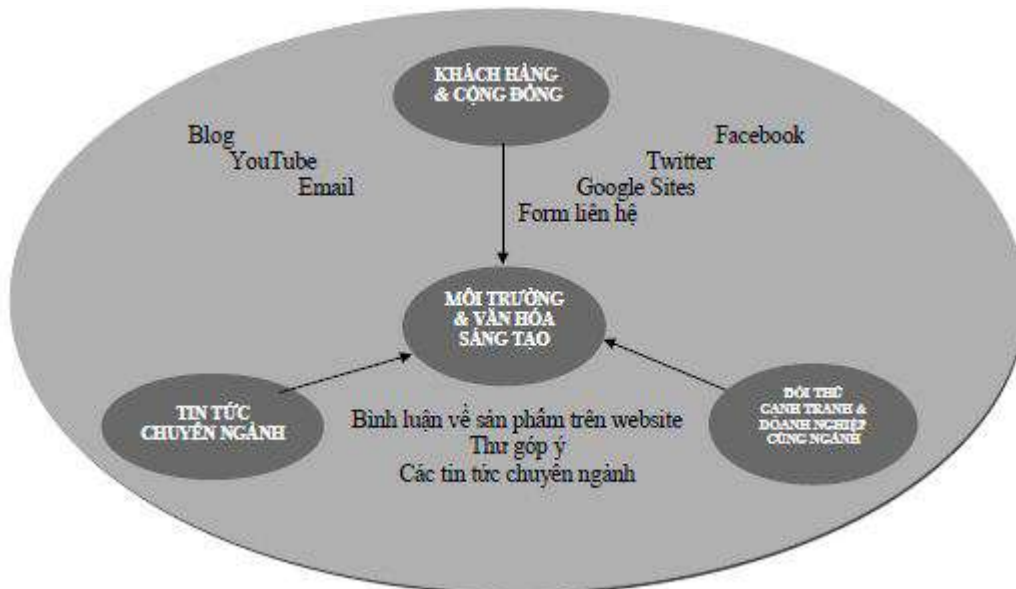 KHÁCH HÀNG
& CỘNG ĐỒNG
Blog
YouTube
Email
Facebook
Twitter
Google Sites
Form liên hệ
MÔI TRƯỜNG
& VĂN HÓA
SÁNG TẠO
TIN TỨC
CHUYÊN NGÀNH
Bình luận về sản phẩm trên website
Thư góp ý
Các tin tức chuyên ngành
ĐỐI THỦ
CẠNH TRANH &
DOANH NGHIỆP
CÙNG NGÀNH